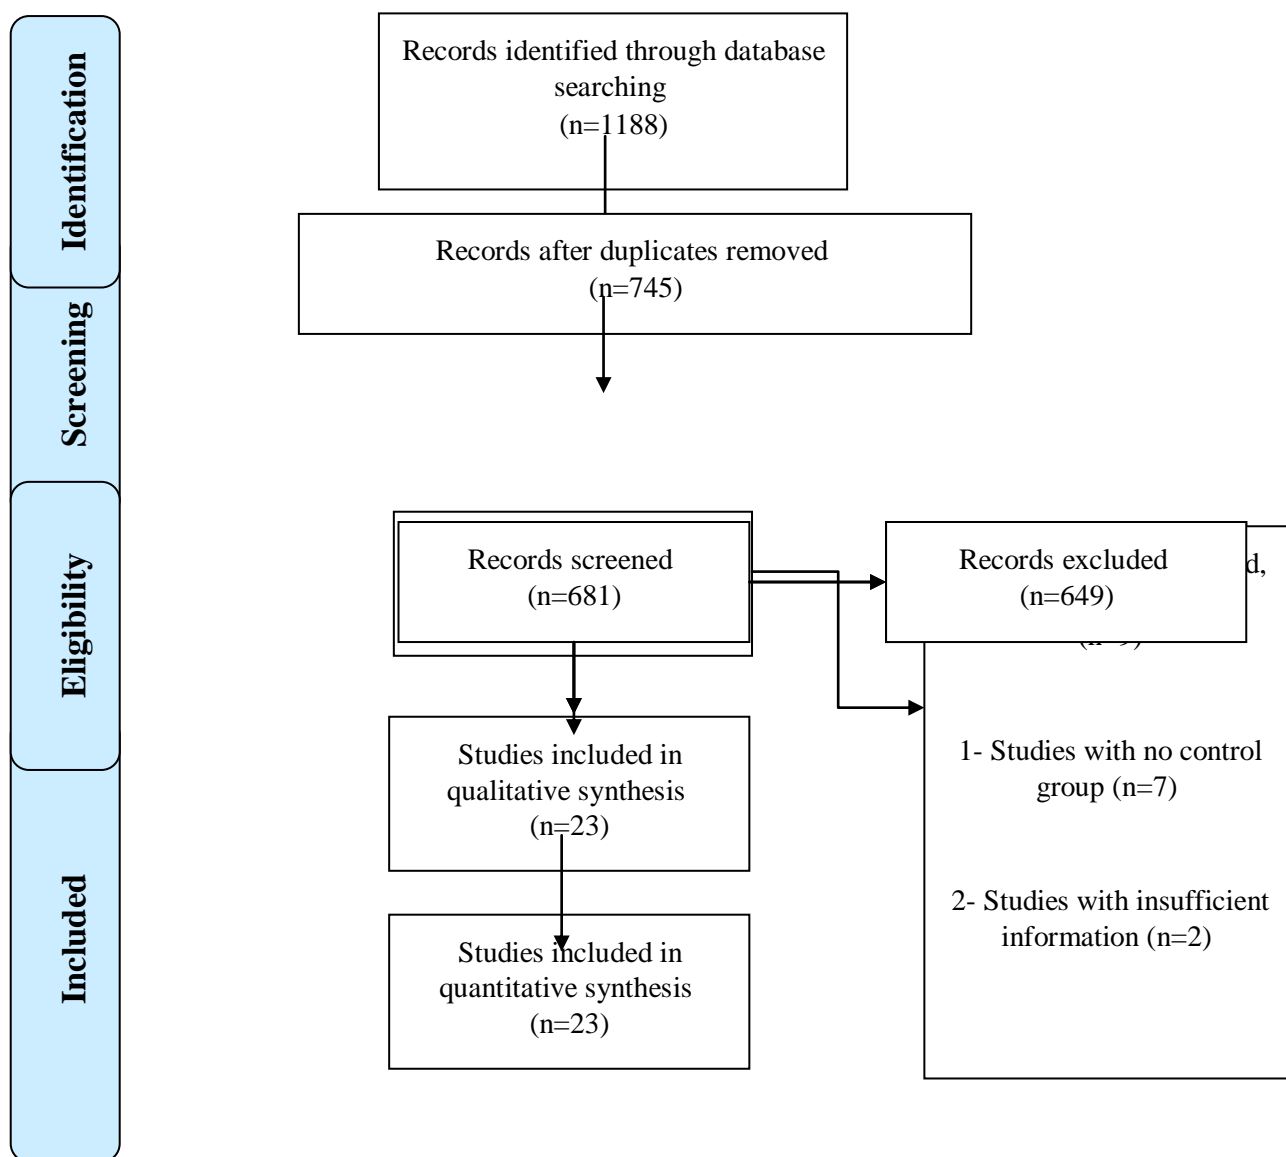 Identification
Records identified through database
searching
(n=1188)
Records after duplicates removed
(n=745)
Screening
Eligibility
Records screened
(n=681)
Records excluded
(n=649)
d,
1- Studies with no control
group (n=7)
2- Studies with insufficient
information (n=2)
Included
Studies included in
qualitative synthesis
(n=23)
Studies included in
quantitative synthesis
(n=23)